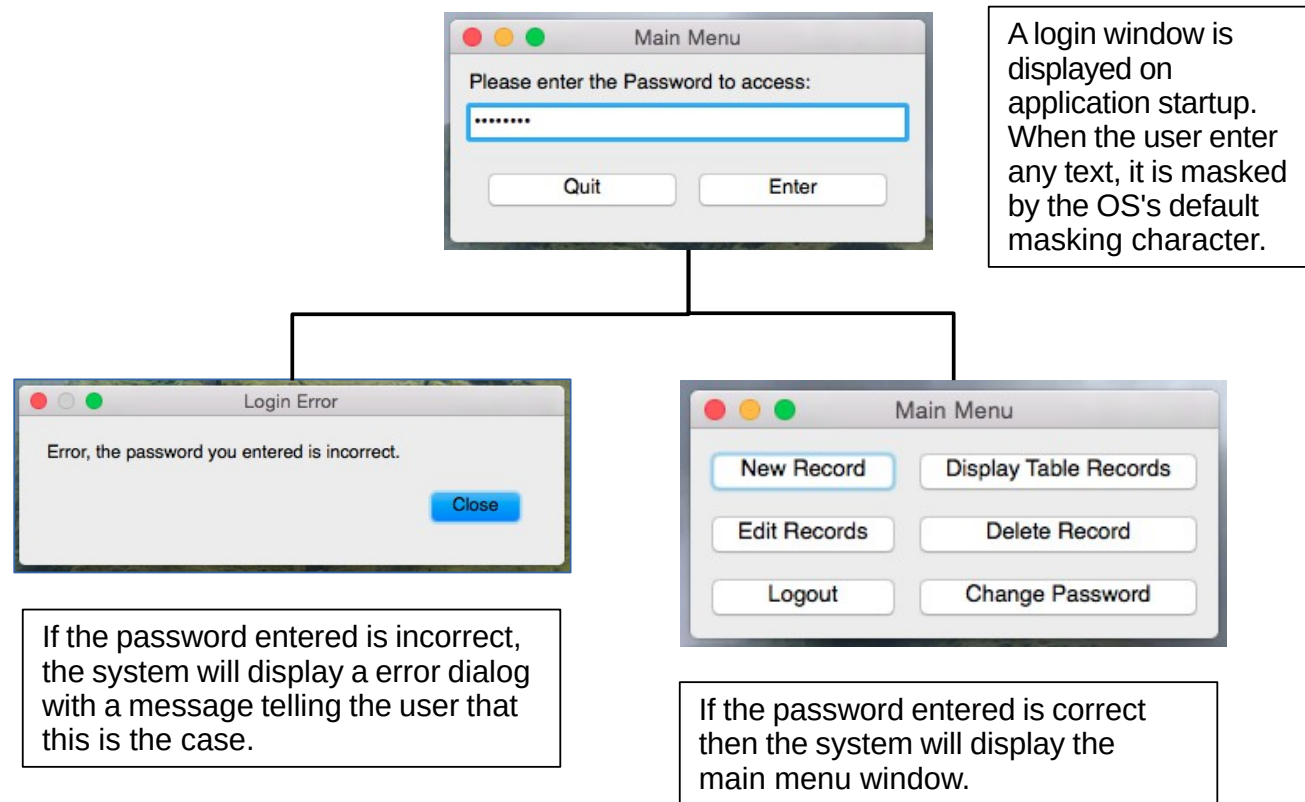 Main Menu
Please enter the Password to access:
••••••••
Quit
Enter
A login window is
displayed on
application startup.
When the user enter
any text, it is masked
by the OS's default
masking character.
Login Error
Error, the password you entered is incorrect.
Close
If the password entered is incorrect,
the system will display a error dialog
with a message telling the user that
this is the case.
Main Menu
New Record
Display Table Records
Edit Records
Delete Record
Logout
Change Password
If the password entered is correct
then the system will display the
main menu window.